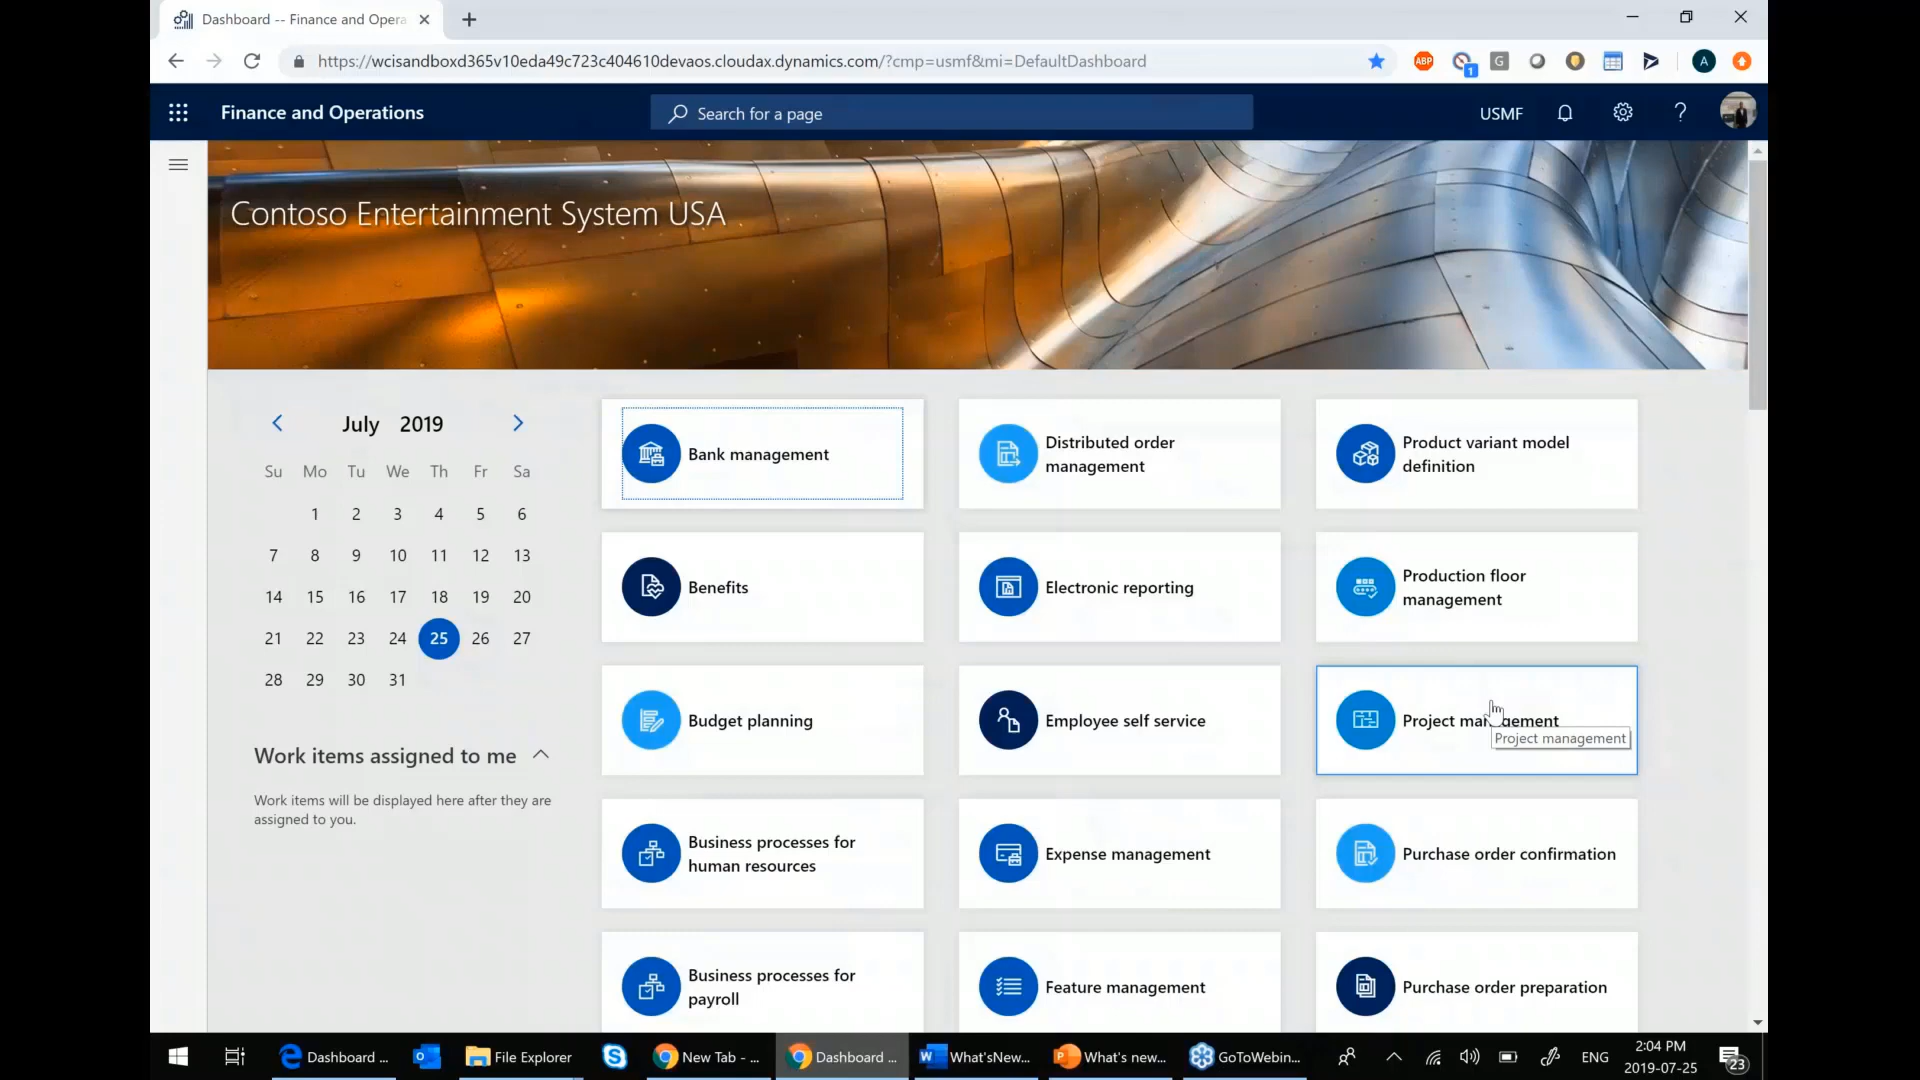 Dashboard -- Finance and Opera
https://wcisandboxd365v10eda49c723c404610devaos.cloudax.dynamics.com/?cmp=usmf&mi=DefaultDashboard
ABP
1
G
A
Finance and Operations
Search for a page
USMF
?
Contoso Entertainment System USA
July 2019
Su Mo Tu We Th Fr Sa
1 2 3 4 5 6
7 8 9 10 11 12 13
14 15 16 17 18 19 20
21 22 23 24 25 26 27
28 29 30 31
Work items assigned to me
Work items will be displayed here after they are
assigned to you.
Bank management
Distributed order
management
Product variant model
definition
Benefits
Electronic reporting
Production floor
management
Budget planning
Employee self service
Project management
Project management
Business processes for
human resources
Expense management
Purchase order confirmation
Business processes for
payroll
Feature management
Purchase order preparation
Dashboard ...
File Explorer
New Tab - ...
Dashboard ...
What'sNew...
What's new...
GoToWebin...
ENG
2:04 PM
2019-07-25
23